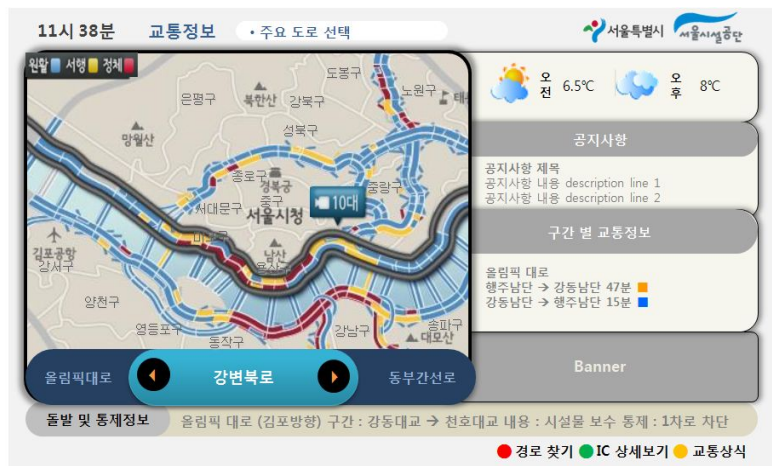 11시 38분
교통정보
• 주요 도로 선택
서울특별시
서울시설공단
원활 서행 정체
도봉구
노원구
은평구
북한산
강북구
망월산
성북구
종로구
경복궁
중랑구
서대문구
중구
10대
서울시청
마포구
김포공항
강서구
남산
용산구
양천구
영등포구
동작구
강남구
송파구
대모산
올림픽대로
강변북로
동부간선로
오전 6.5℃
오후 8℃
공지사항
공지사항 제목
공지사항 내용 description line 1
공지사항 내용 description line 2
구간 별 교통정보
올림픽 대로
행주남단 → 강동남단 47분
강동남단 → 행주남단 15분
Banner
돌발 및 통제정보
올림픽 대로 (김포방향) 구간 : 강동대교 → 천호대교 내용 : 시설물 보수 통제 : 1차로 차단
경로 찾기 IC 상세보기 교통상식